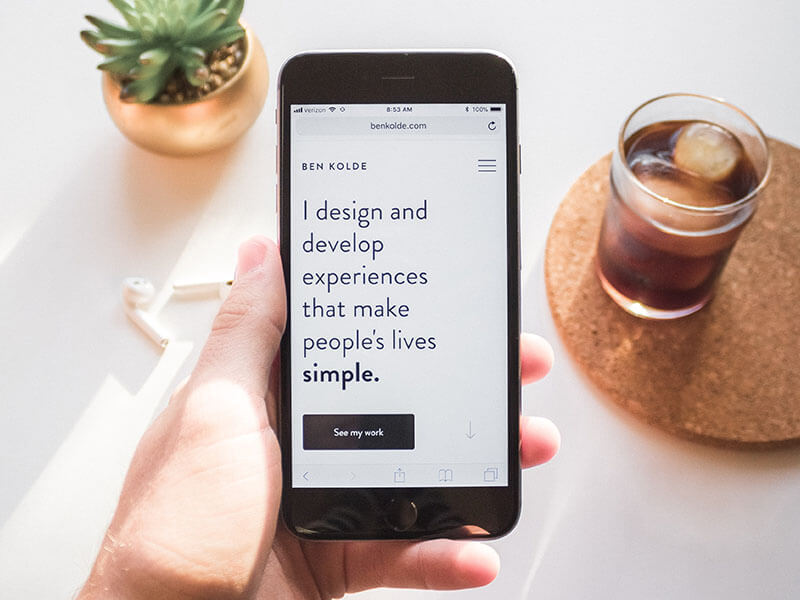 verizon 8:53 AM 100%
benkolde.com
BEN KOLDE
I design and
develop
experiences
that make
people's lives
simple.
See my work